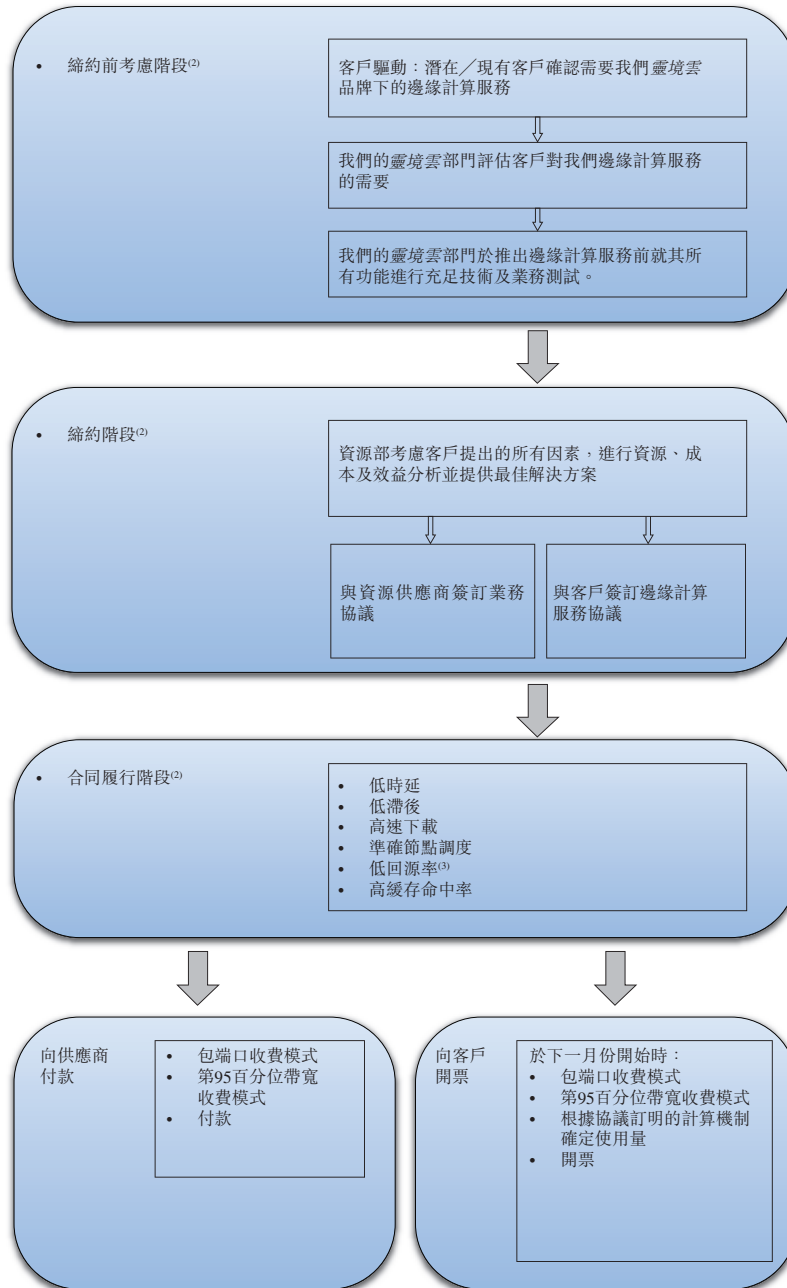 • 締約前考慮階段(2)
客戶驅動：潛在／現有客戶確認需要我們靈境雲
品牌下的邊緣計算服務
我們的靈境雲部門評估客戶對我們邊緣計算服務
的需要
我們的靈境雲部門於推出邊緣計算服務前就其所
有功能進行充足技術及業務測試。
• 締約階段(2)
資源部考慮客戶提出的所有因素，進行資源、成
本及效益分析並提供最佳解決方案
與資源供應商簽訂業務
協議
與客戶簽訂邊緣計算
服務協議
• 合同履行階段(2)
• 低時延
• 低滯後
• 高速下載
• 準確節點調度
• 低回源率(3)
• 高緩存命中率
向供應商
付款
• 包端口收費模式
• 第95百分位帶寬
收費模式
• 付款
向客戶
開票
於下一月份開始時：
• 包端口收費模式
• 第95百分位帶寬收費模式
• 根據協議訂明的計算機制
確定使用量
• 開票